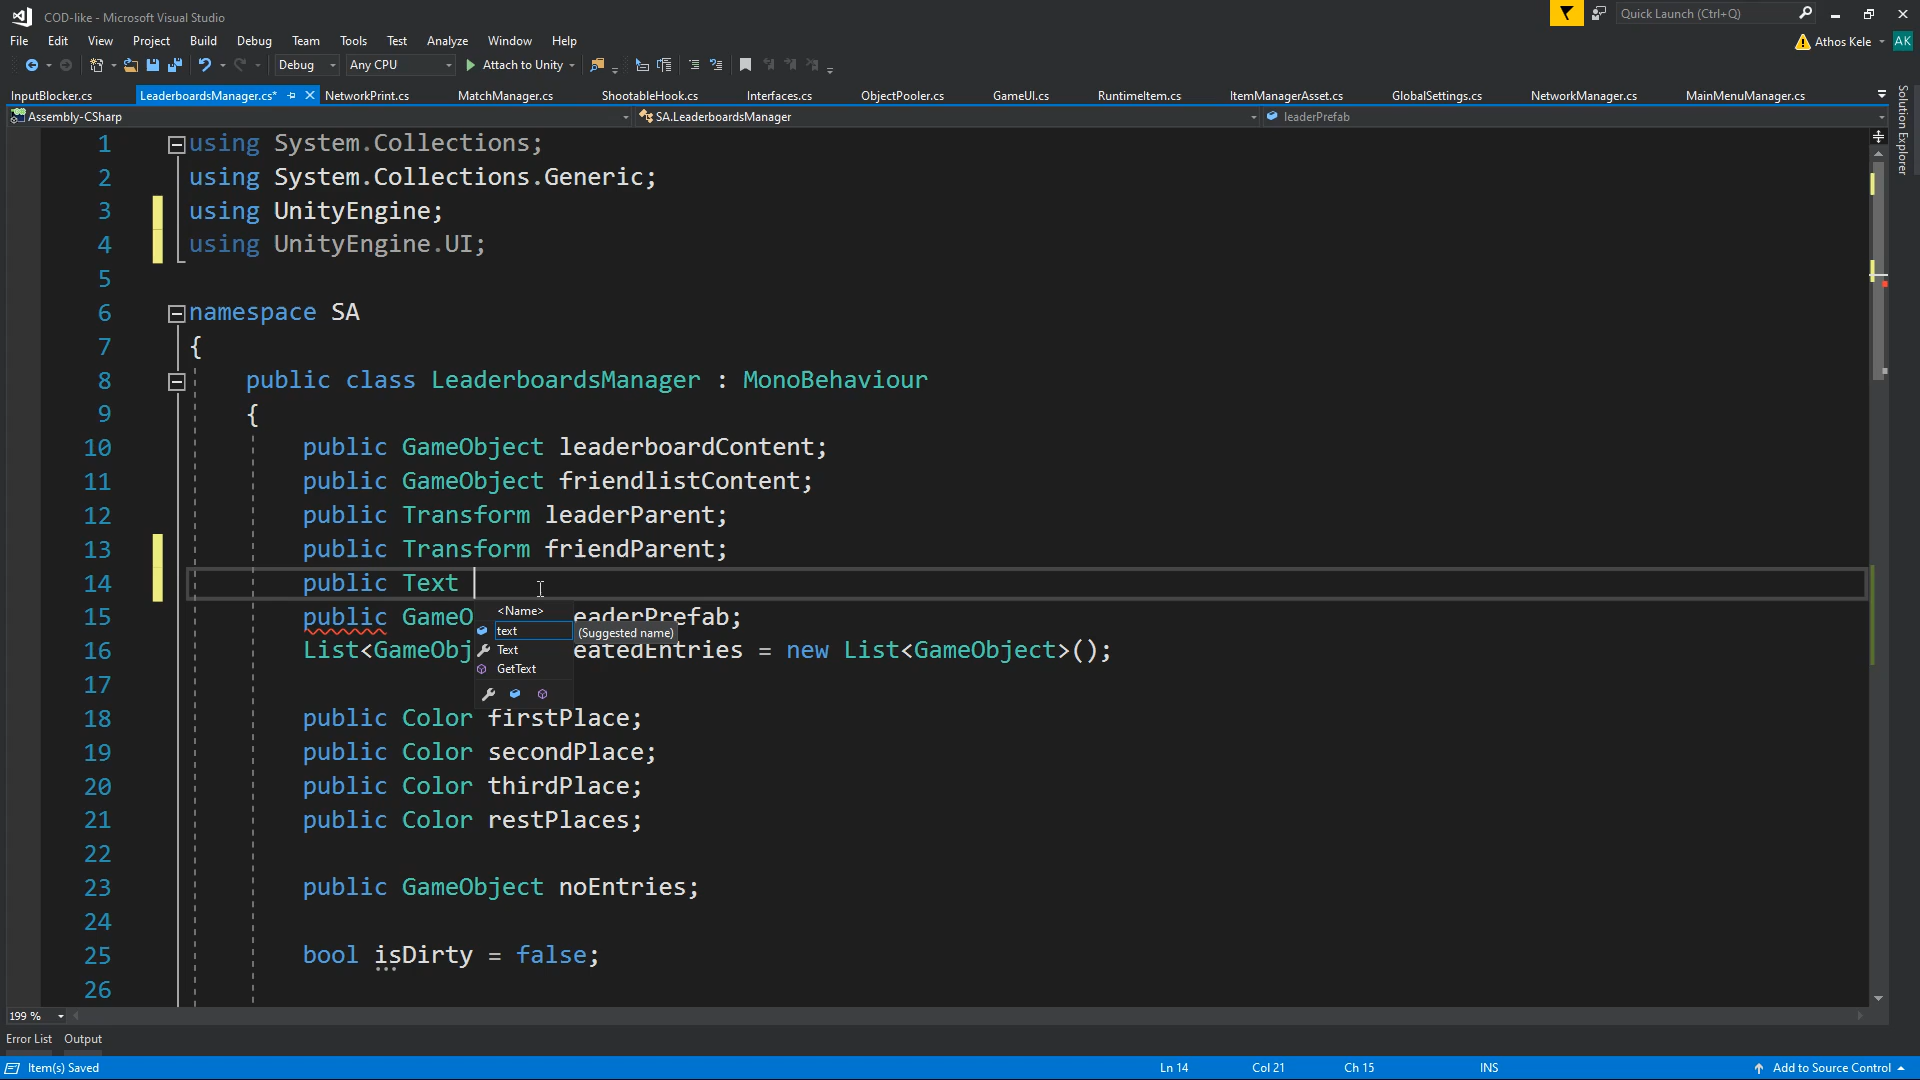 COD-like - Microsoft Visual Studio
Quick Launch (Ctrl+Q)
File Edit View Project Build Debug Team Tools Test Analyze Window Help
Athos Kele AK
Debug Any CPU Attach to Unity
InputBlocker.cs LeaderboardsManager.cs* NetworkPrint.cs MatchManager.cs ShootableHook.cs Interfaces.cs ObjectPooler.cs GameUI.cs RuntimeItem.cs ItemManagerAsset.cs GlobalSettings.cs NetworkManager.cs MainMenuManager.cs
Solution Explorer
Assembly-CSharp SA.LeaderboardsManager leaderPrefab
1 using System.Collections;
2 using System.Collections.Generic;
3 using UnityEngine;
4 using UnityEngine.UI;
5
6 namespace SA
7 {
8 public class LeaderboardsManager : MonoBehaviour
9 {
10 public GameObject leaderboardContent;
11 public GameObject friendlistContent;
12 public Transform leaderParent;
13 public Transform friendParent;
14 public Text
<Name>
15 public GameO eaderPrefab;
text (Suggested name)
16 List<GameObj eatedEntries = new List<GameObject>();
Text
GetText
17
18 public Color firstPlace;
19 public Color secondPlace;
20 public Color thirdPlace;
21 public Color restPlaces;
22
23 public GameObject noEntries;
24
25 bool isDirty = false;
26
199 %
Error List Output
Item(s) Saved Ln 14 Col 21 Ch 15 INS Add to Source Control